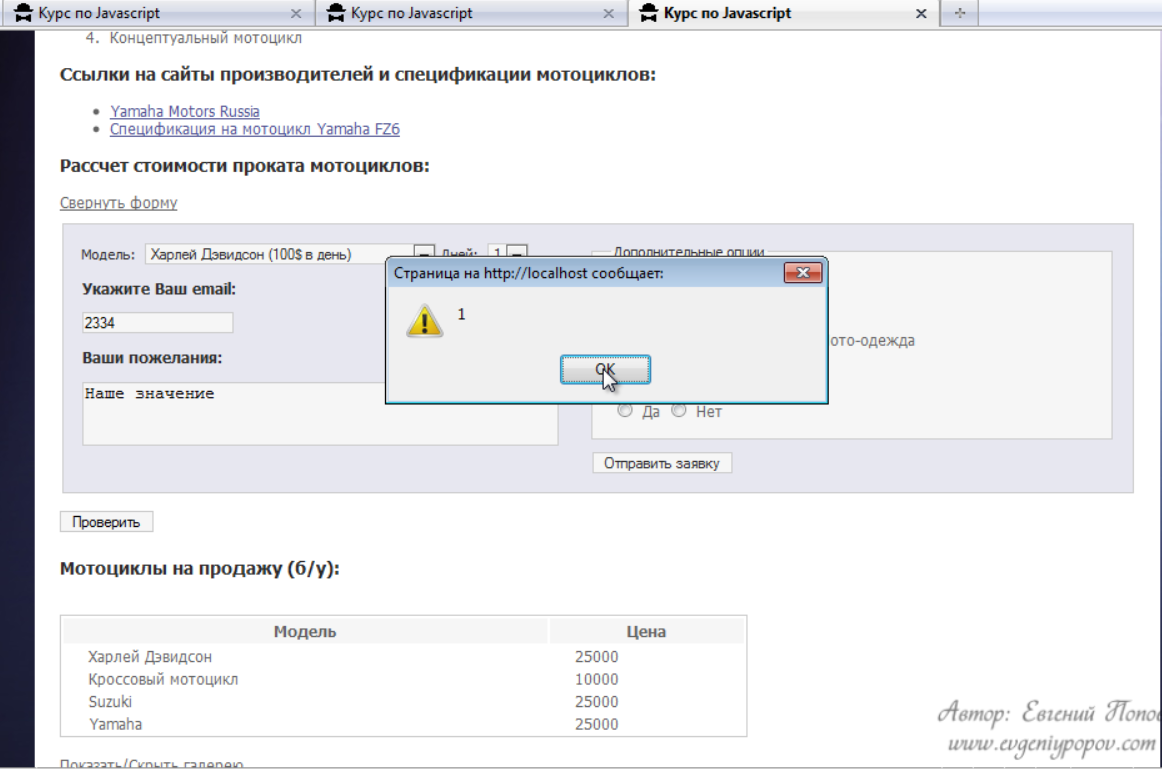 Курс по Javascript
Курс по Javascript
Курс по Javascript
4. Концептуальный мотоцикл
Ссылки на сайты производителей и спецификации мотоциклов:
Yamaha Motors Russia
Спецификация на мотоцикл Yamaha FZ6
Рассчет стоимости проката мотоциклов:
Свернуть форму
Модель: Харлей Дэвидсон (100$ в день) Дней: 1
Дополнительные опции
Страница на http://localhost сообщает:
1
OK
Укажите Ваш email:
2334
Ваши пожелания:
Наше значение
ото-одежда
Да Нет
Отправить заявку
Проверить
Мотоциклы на продажу (б/у):
Модель Цена
Харлей Дэвидсон 25000
Кроссовый мотоцикл 10000
Suzuki 25000
Yamaha 25000
Показать/Скрыть галерею
Автор: Евгений Попов
www.evgeniypopov.com